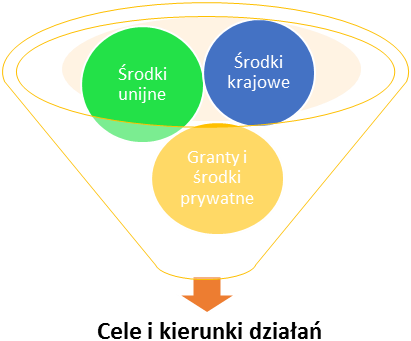 Środki
unijne
Środki
krajowe
Granty i
środki
prywatne
Cele i kierunki działań